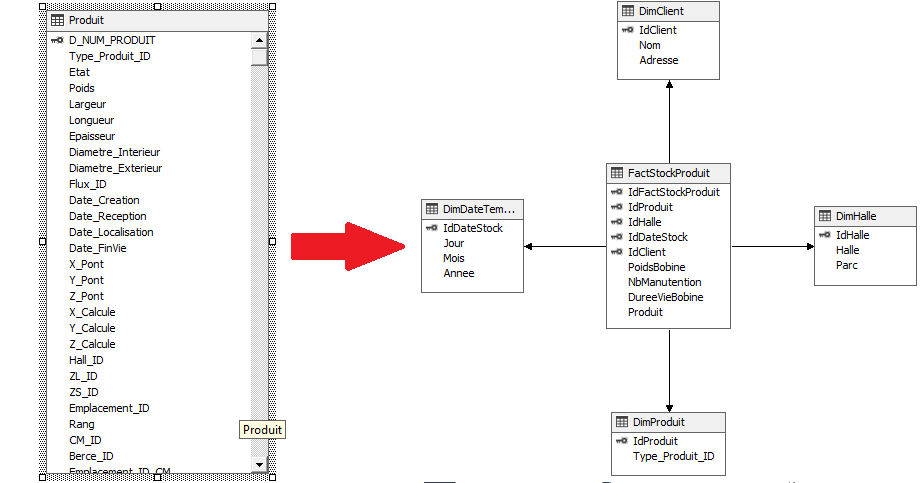 Produit
D_NUM_PRODUIT
Type_Produit_ID
Etat
Poids
Largeur
Longueur
Epaisseur
Diametre_Interieur
Diametre_Exterieur
Flux_ID
Date_Creation
Date_Reception
Date_Localisation
Date_FinVie
X_Pont
Y_Pont
Z_Pont
X_Calcule
Y_Calcule
Z_Calcule
Hall_ID
ZL_ID
ZS_ID
Emplacement_ID
Rang
CM_ID
Berce_ID
Emplacement_ID_CM
Produit
DimClient
IdClient
Nom
Adresse
DimDateTem...
IdDateStock
Jour
Mois
Annee
FactStockProduit
IdFactStockProduit
IdProduit
IdHalle
IdDateStock
IdClient
PoidsBobine
NbManutention
DureeVieBobine
Produit
DimHalle
IdHalle
Halle
Parc
DimProduit
IdProduit
Type_Produit_ID